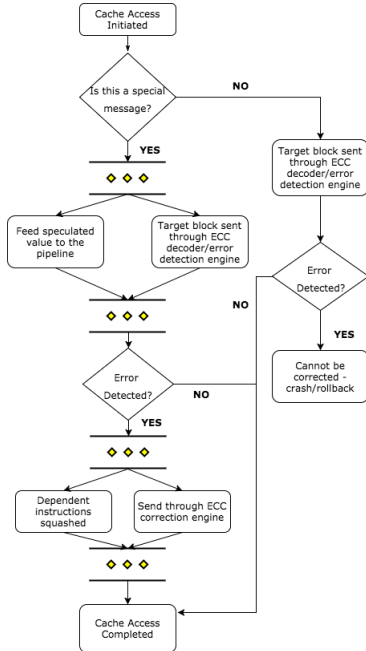 Cache Access
Initiated
Is this a special
message?
NO
YES
Target block sent
through ECC
decoder/error
detection engine
Feed speculated
value to the
pipeline
Target block sent
through ECC
decoder/error
detection engine
Error
Detected?
NO
YES
Cannot be
corrected -
crash/rollback
Error
Detected?
NO
YES
Dependent
instructions
squashed
Send through ECC
correction engine
Cache Access
Completed